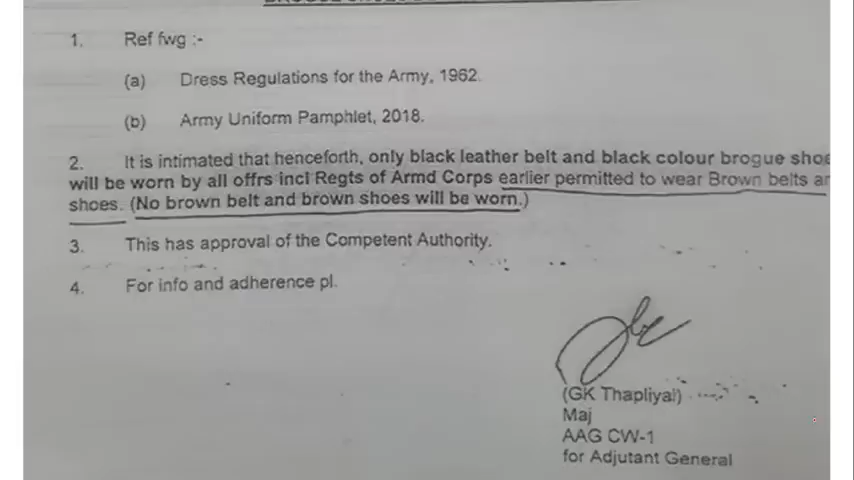 1. Ref fwg :-
(a) Dress Regulations for the Army, 1962.
(b) Army Uniform Pamphlet, 2018.
2. It is intimated that henceforth, only black leather belt and black colour brogue shoe
will be worn by all offrs incl Regts of Armd Corps earlier permitted to wear Brown belts ar
shoes. (No brown belt and brown shoes will be worn.)
3. This has approval of the Competent Authority.
4. For info and adherence pl.
(GK Thapliyal)
Maj
AAG CW-1
for Adjutant General